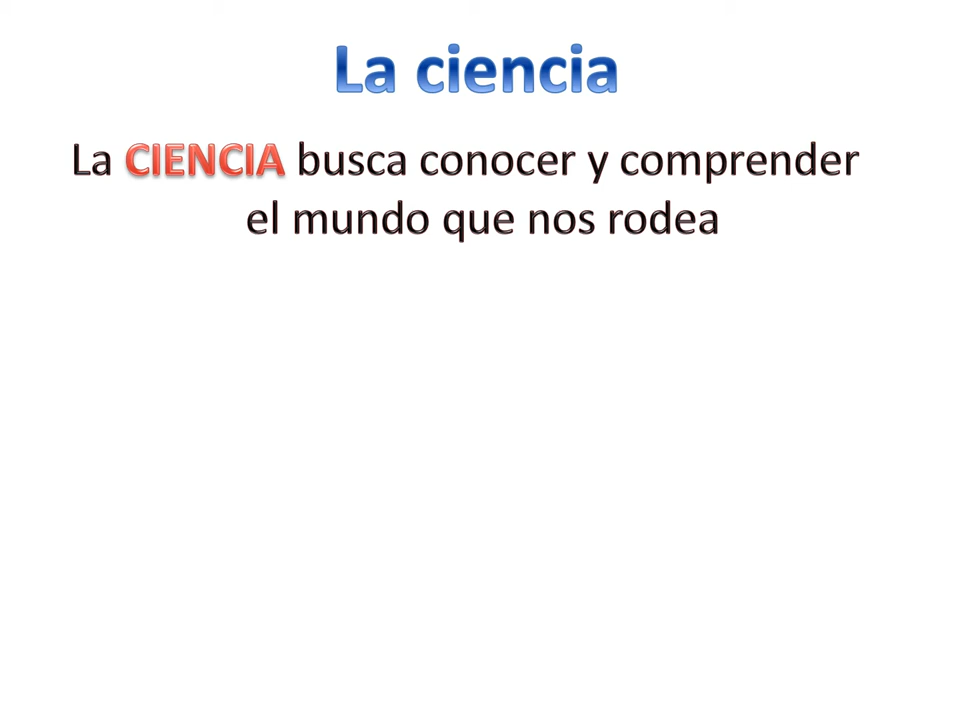 La ciencia
La CIENCIA busca conocer y comprender
el mundo que nos rodea